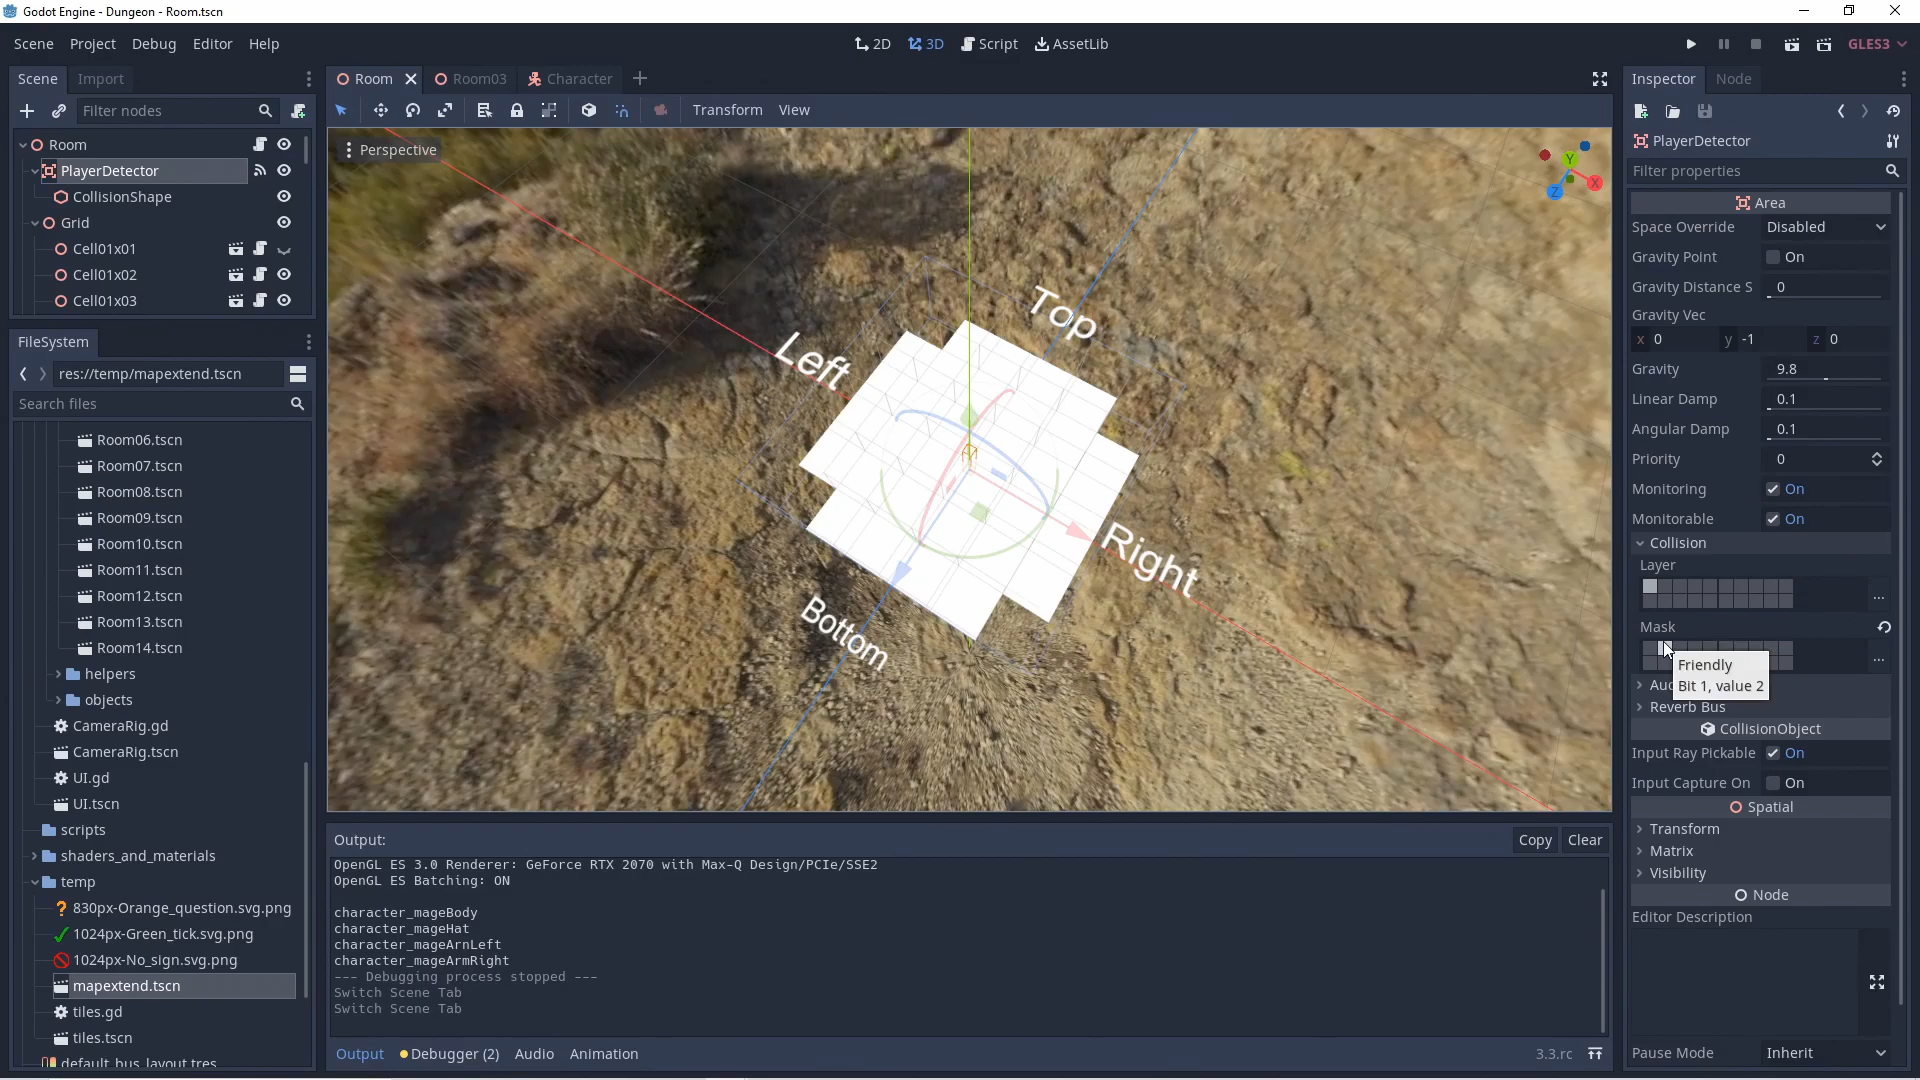 Godot Engine - Dungeon - Room.tscn
Scene Project Debug Editor Help
2D 3D Script AssetLib
GLES3
Scene Import
Filter nodes
Room
PlayerDetector
CollisionShape
Grid
Cell01x01
Cell01x02
Cell01x03
FileSystem
res://temp/mapextend.tscn
Search files
Room06.tscn
Room07.tscn
Room08.tscn
Room09.tscn
Room10.tscn
Room11.tscn
Room12.tscn
Room13.tscn
Room14.tscn
helpers
objects
CameraRig.gd
CameraRig.tscn
UI.gd
UI.tscn
scripts
shaders_and_materials
temp
830px-Orange_question.svg.png
1024px-Green_tick.svg.png
1024px-No_sign.svg.png
mapextend.tscn
tiles.gd
tiles.tscn
default_bus_layout.tres
Room Room03 Character
Transform View
Perspective
Y
X
Z
Top
Left
Right
Bottom
Output:
Copy Clear
OpenGL ES 3.0 Renderer: GeForce RTX 2070 with Max-Q Design/PCIe/SSE2
OpenGL ES Batching: ON
character_mageBody
character_mageHat
character_mageArnLeft
character_mageArmRight
--- Debugging process stopped ---
Switch Scene Tab
Switch Scene Tab
Output Debugger (2) Audio Animation
3.3.rc
Inspector Node
PlayerDetector
Filter properties
Area
Space Override Disabled
Gravity Point On
Gravity Distance S 0
Gravity Vec
x 0 y -1 z 0
Gravity 9.8
Linear Damp 0.1
Angular Damp 0.1
Priority 0
Monitoring On
Monitorable On
Collision
Layer
...
Mask
...
Friendly
Bit 1, value 2
Reverb Bus
CollisionObject
Input Ray Pickable On
Input Capture On On
Spatial
Transform
Matrix
Visibility
Node
Editor Description
Pause Mode Inherit